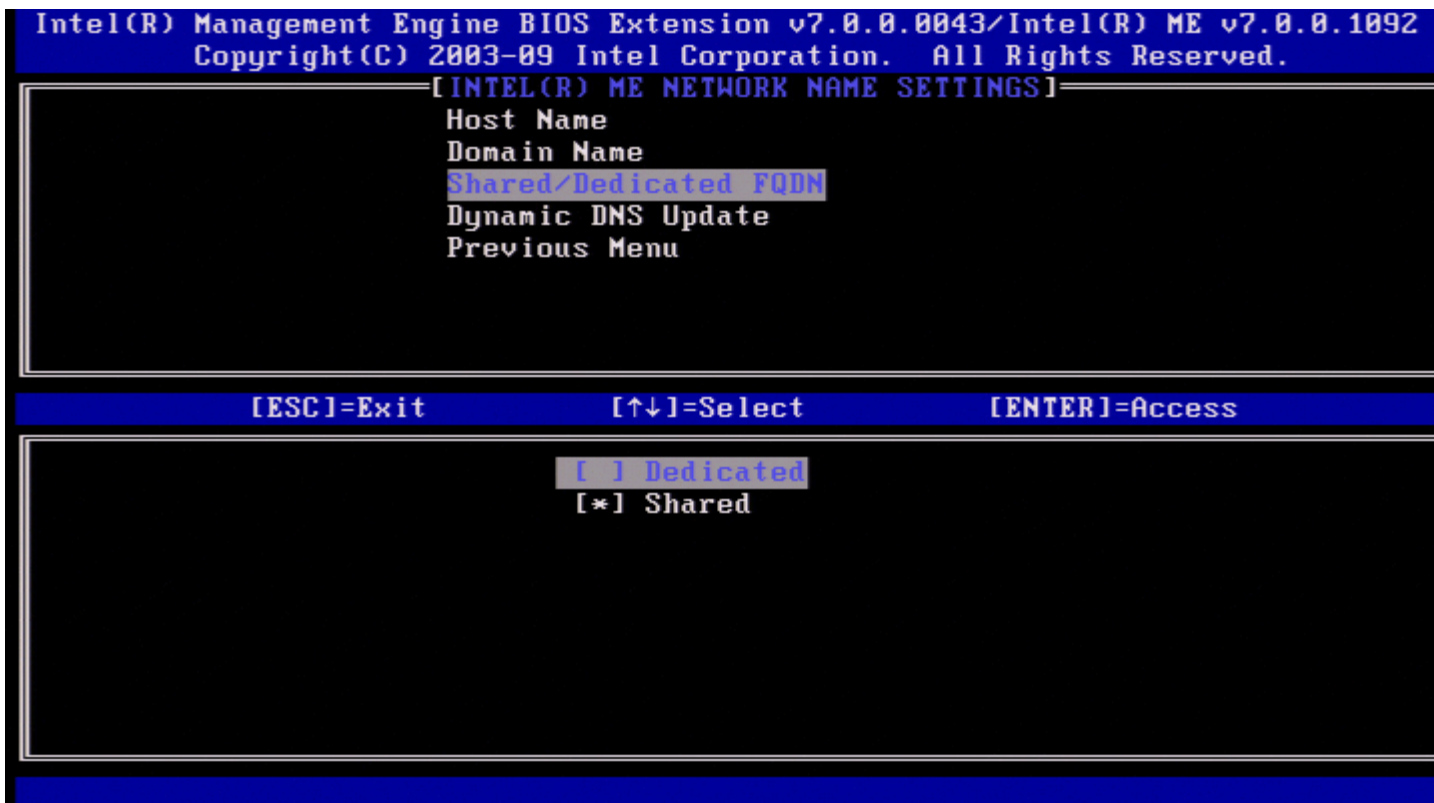 Intel(R) Management Engine BIOS Extension v7.0.0.0043/Intel(R) ME v7.0.0.1092
Copyright(C) 2003-09 Intel Corporation. All Rights Reserved.
[INTEL(R) ME NETWORK NAME SETTINGS]
Host Name
Domain Name
Shared/Dedicated FQDN
Dynamic DNS Update
Previous Menu
[ESC]=Exit [↑↓]=Select [ENTER]=Access
[ ] Dedicated
[*] Shared